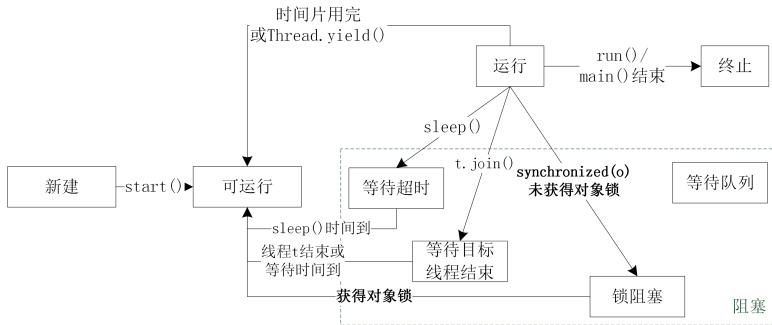 时间片用完
或Thread.yield()
运行
run()/
main()结束
终止
sleep()
t.join()
synchronized(o)
未获得对象锁
等待队列
新建
start()
可运行
等待超时
sleep()时间到
线程t结束或
等待时间到
等待目标
线程结束
获得对象锁
锁阻塞
阻塞